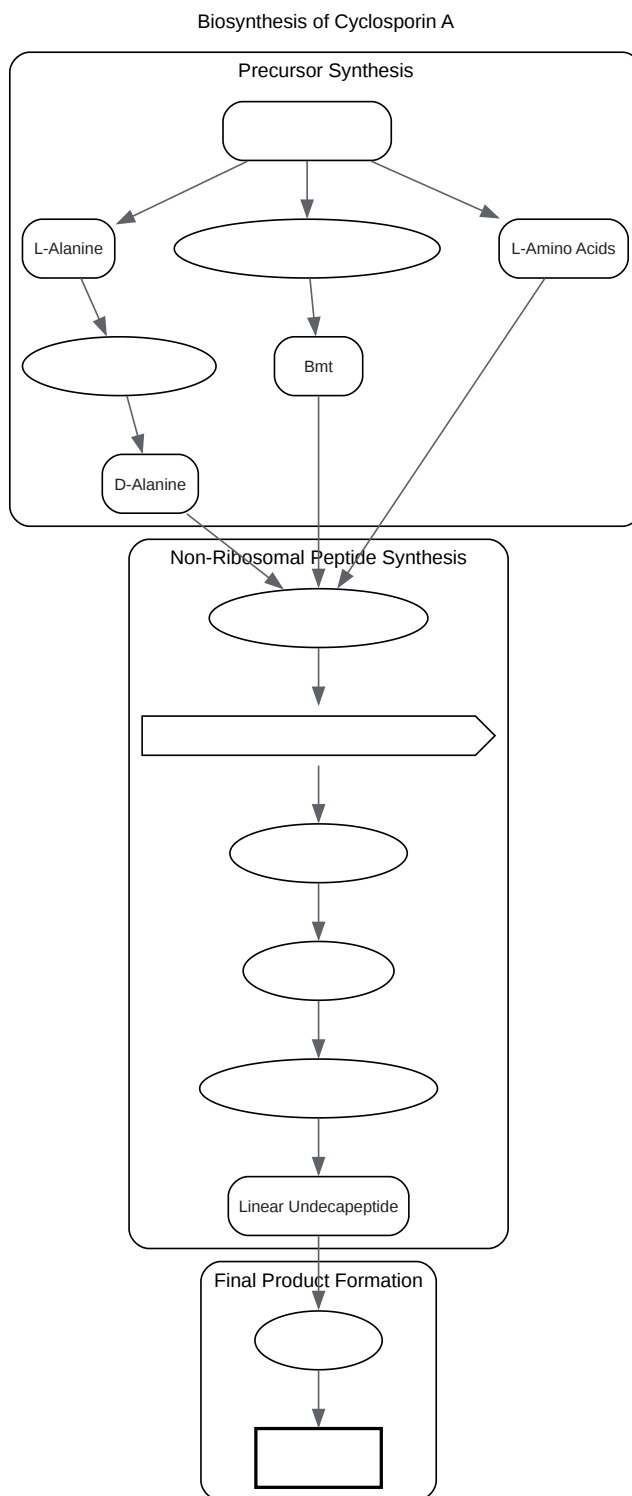 Biosynthesis of Cyclosporin A
Precursor Synthesis
L-Alanine
L-Amino Acids
Bmt
D-Alanine
Non-Ribosomal Peptide Synthesis
Linear Undecapeptide
Final Product Formation